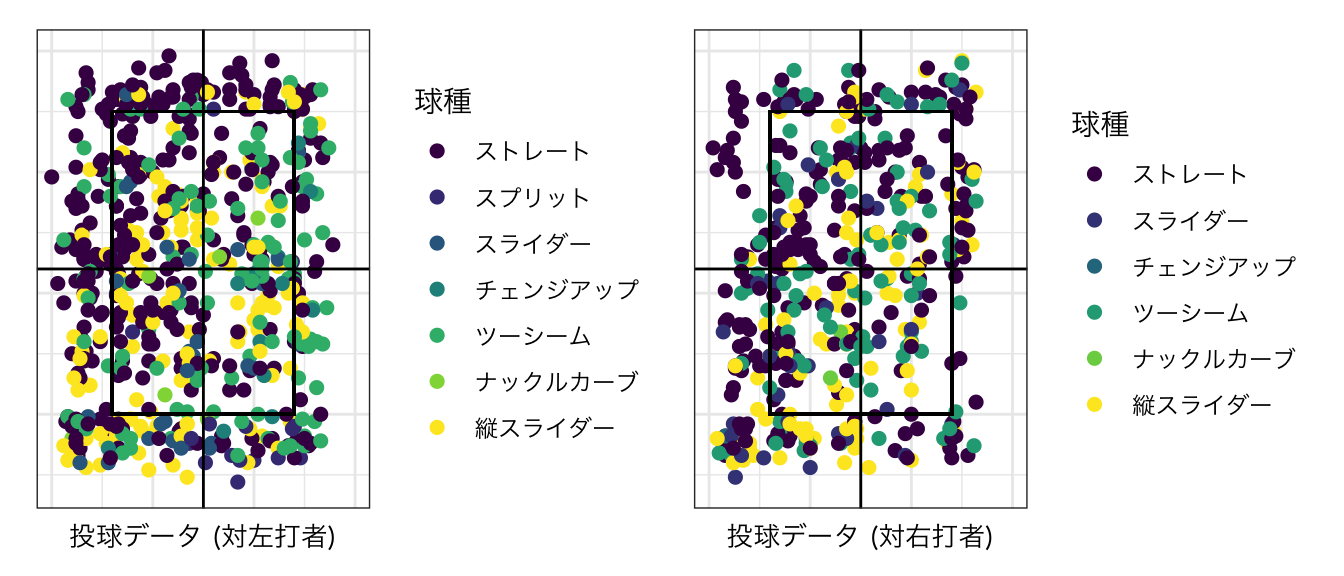 球種
ストレート
スプリット
スライダー
チェンジアップ
ツーシーム
ナックルカーブ
縦スライダー
投球データ (対左打者)
球種
ストレート
スライダー
チェンジアップ
ツーシーム
ナックルカーブ
縦スライダー
投球データ (対右打者)